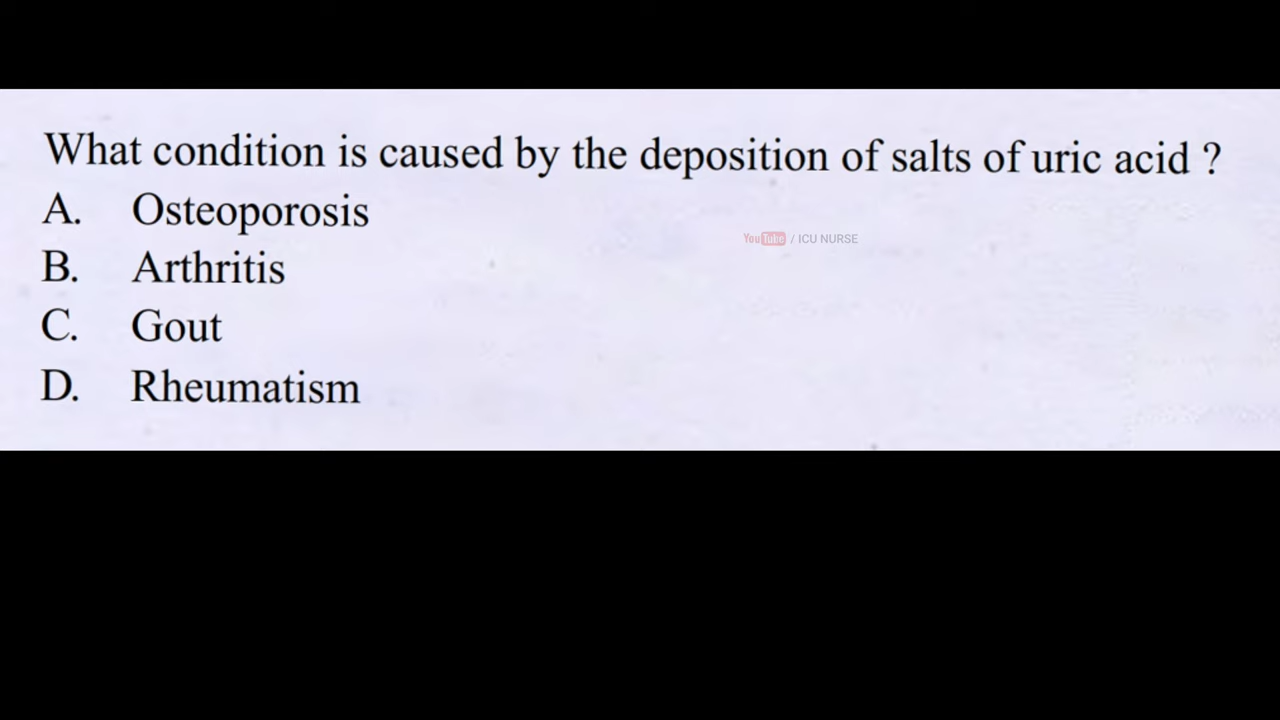 What condition is caused by the deposition of salts of uric acid ?
A. Osteoporosis
YouTube / ICU NURSE
B. Arthritis
C. Gout
D. Rheumatism